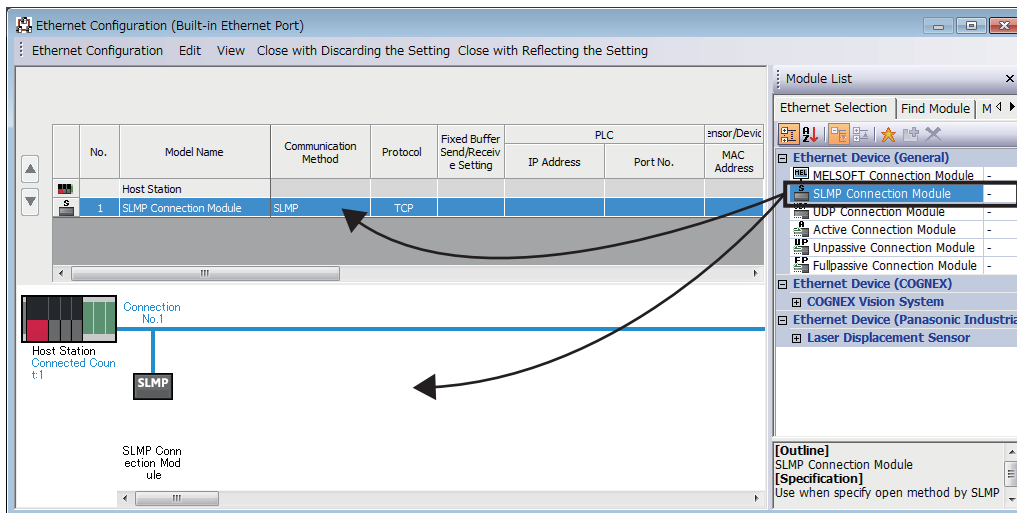 Ethernet Configuration (Built-in Ethernet Port)
Ethernet Configuration Edit View Close with Discarding the Setting Close with Reflecting the Setting
Module List
Ethernet Selection Find Module M
No. Model Name Communication Method Protocol Fixed Buffer Send/Receiv e Setting PLC ensor/Devic
IP Address Port No. MAC Address
Host Station
1 SLMP Connection Module SLMP TCP
Ethernet Device (General)
MELSOFT Connection Module -
SLMP Connection Module -
UDP Connection Module -
Active Connection Module -
Unpassive Connection Module -
Fullpassive Connection Module -
Ethernet Device (COGNEX)
COGNEX Vision System
Ethernet Device (Panasonic Industria
Laser Displacement Sensor
Connection
No.1
Host Station
Connected Coun
t:1
SLMP
SLMP Conn
ection Mod
ule
[Outline]
SLMP Connection Module
[Specification]
Use when specify open method by SLMP